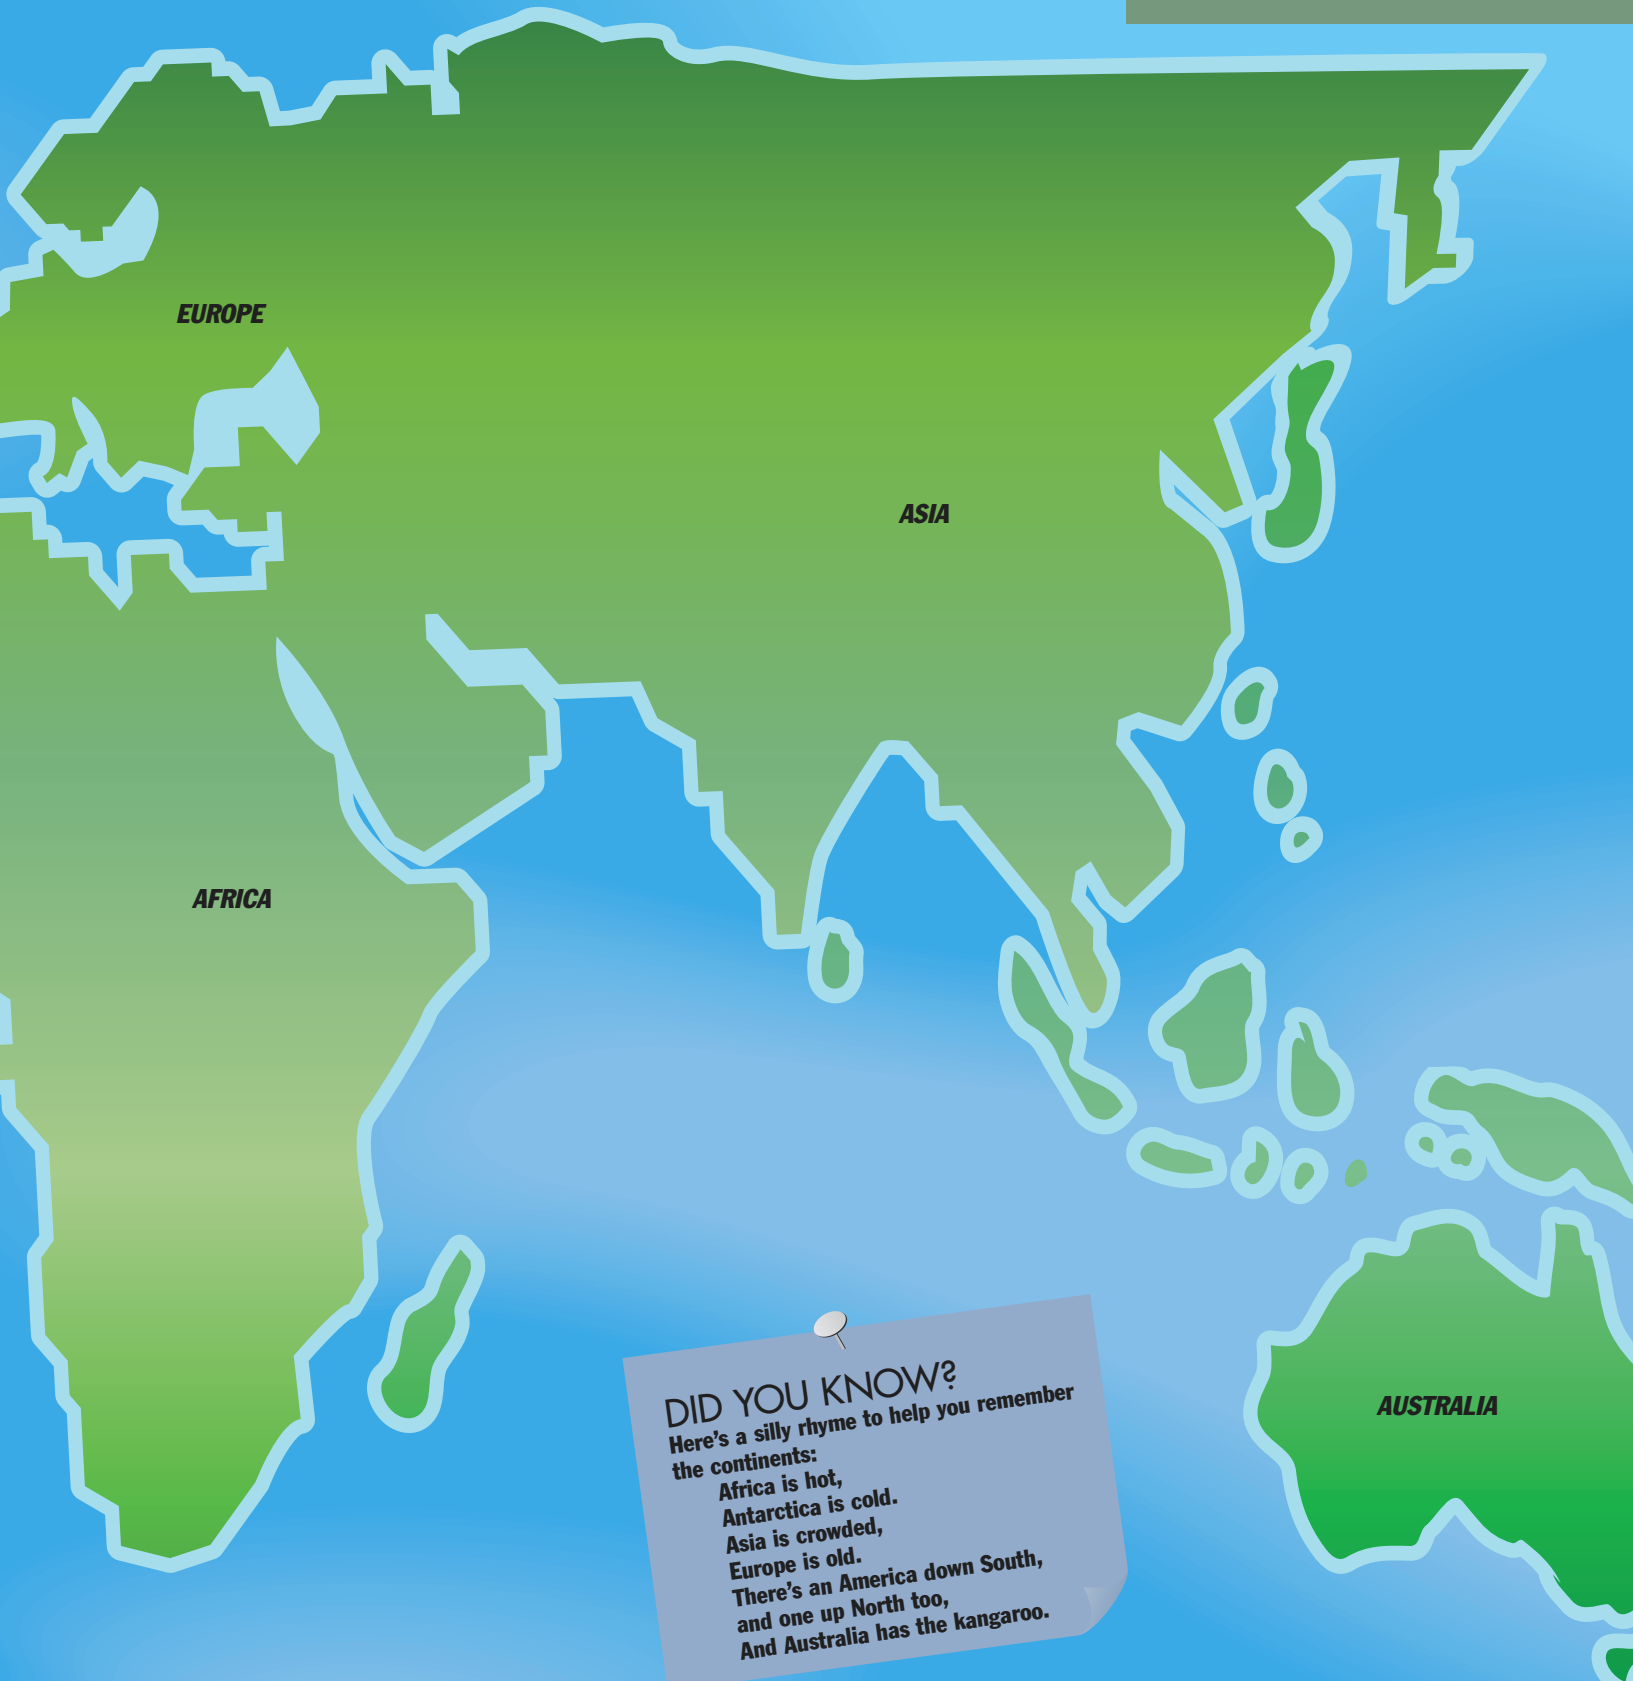 EUROPE
ASIA
AFRICA
AUSTRALIA
DID YOU KNOW?
Here's a silly rhyme to help you remember
the continents:
Africa is hot,
Antarctica is cold.
Asia is crowded,
Europe is old.
There's an America down South,
and one up North too,
And Australia has the kangaroo.